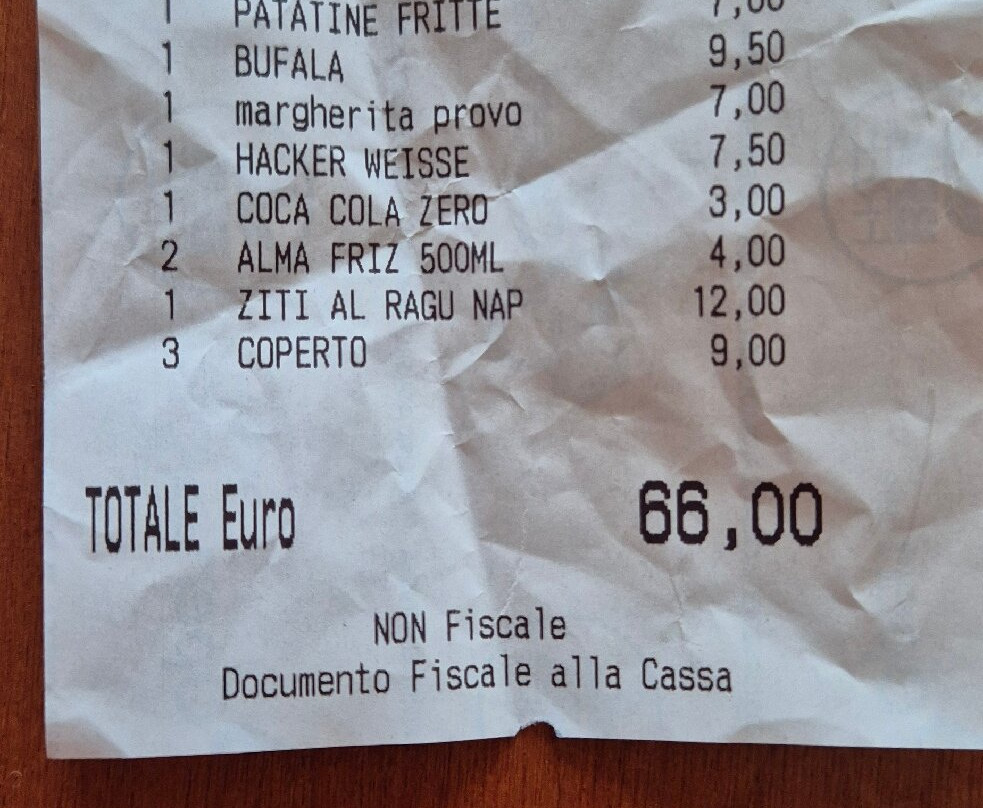 1 PATATINE FRITTE 7,00
1 BUFALA 9,50
1 margherita provo 7,00
1 HACKER WEISSE 7,50
1 COCA COLA ZERO 3,00
2 ALMA FRIZ 500ML 4,00
1 ZITI AL RAGU NAP 12,00
3 COPERTO 9,00
TOTALE Euro 66,00
NON Fiscale
Documento Fiscale alla Cassa